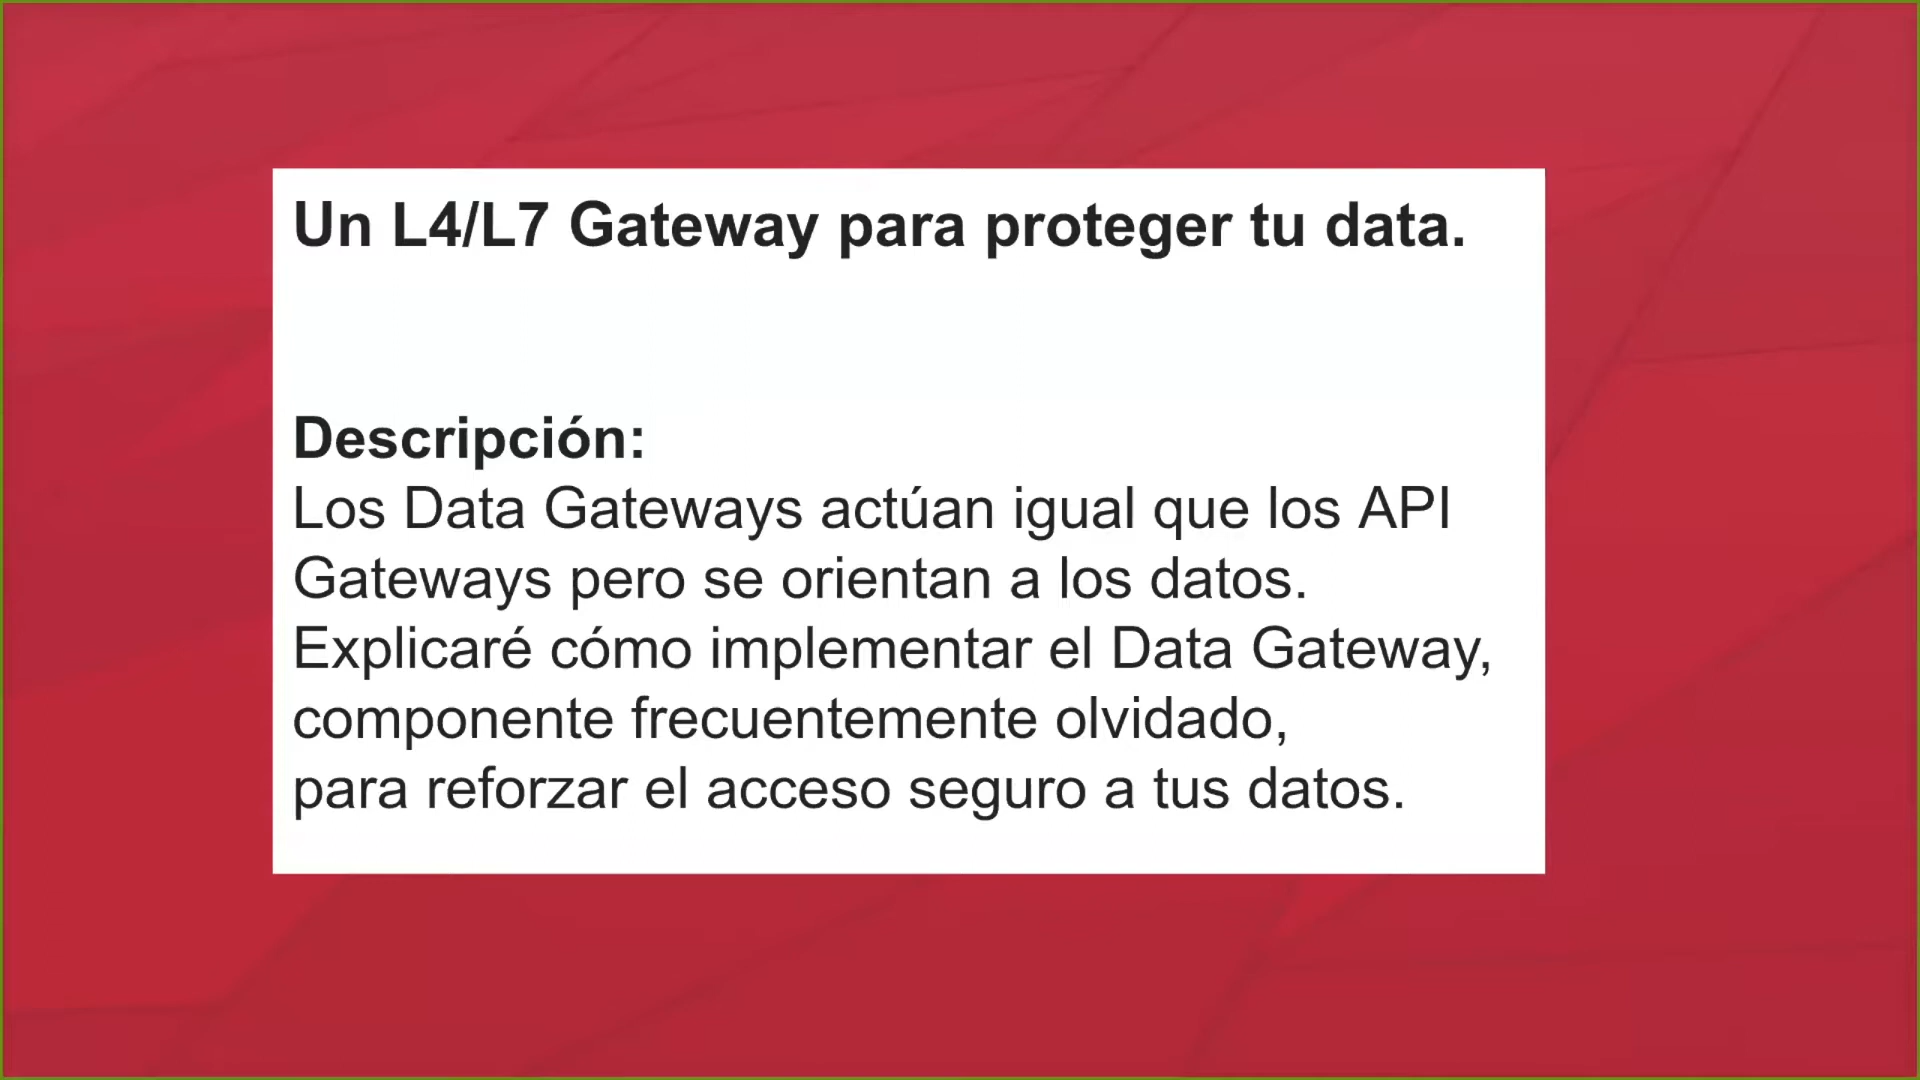 Un L4/L7 Gateway para proteger tu data.
Descripción:
Los Data Gateways actúan igual que los API
Gateways pero se orientan a los datos.
Explicaré cómo implementar el Data Gateway,
componente frecuentemente olvidado,
para reforzar el acceso seguro a tus datos.